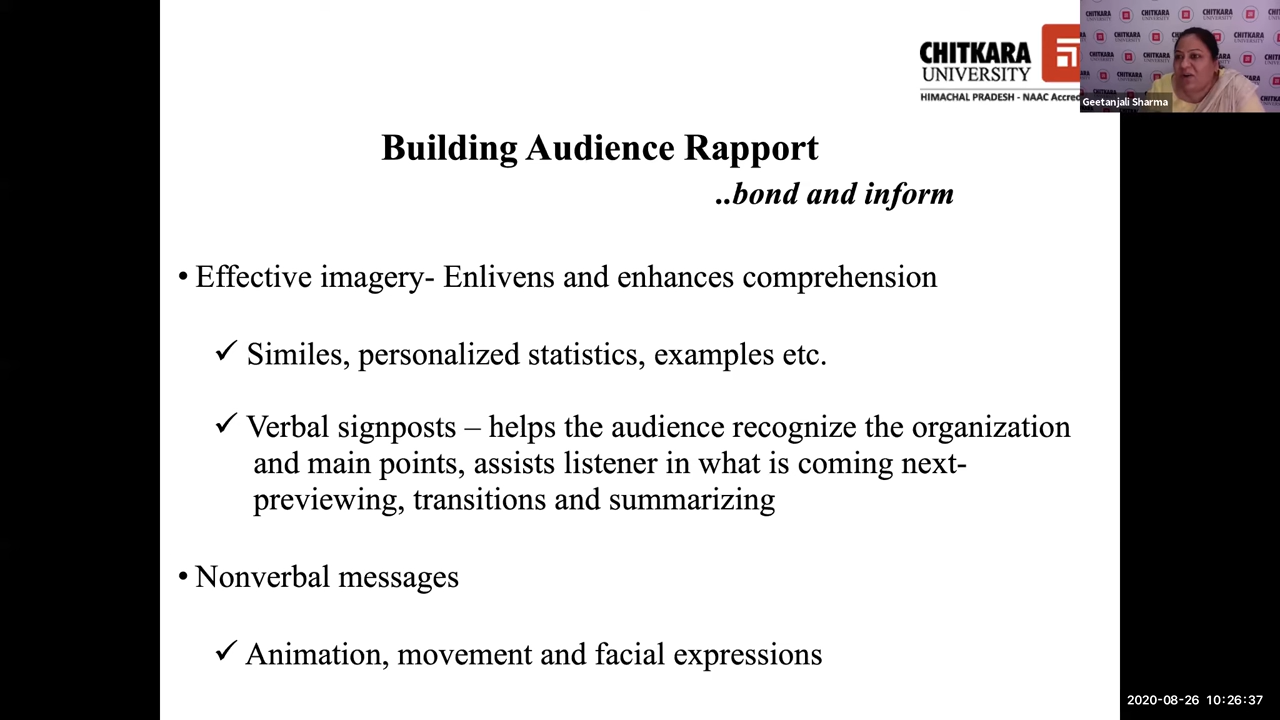 CHITKARA
UNIVERSITY
HIMACHAL PRADESH - NAAC
Geetanjali Sharma
Building Audience Rapport
..bond and inform
• Effective imagery- Enlivens and enhances comprehension
✓ Similes, personalized statistics, examples etc.
✓ Verbal signposts – helps the audience recognize the organization
and main points, assists listener in what is coming next-
previewing, transitions and summarizing
• Nonverbal messages
✓ Animation, movement and facial expressions
2020-08-26 10:26:37